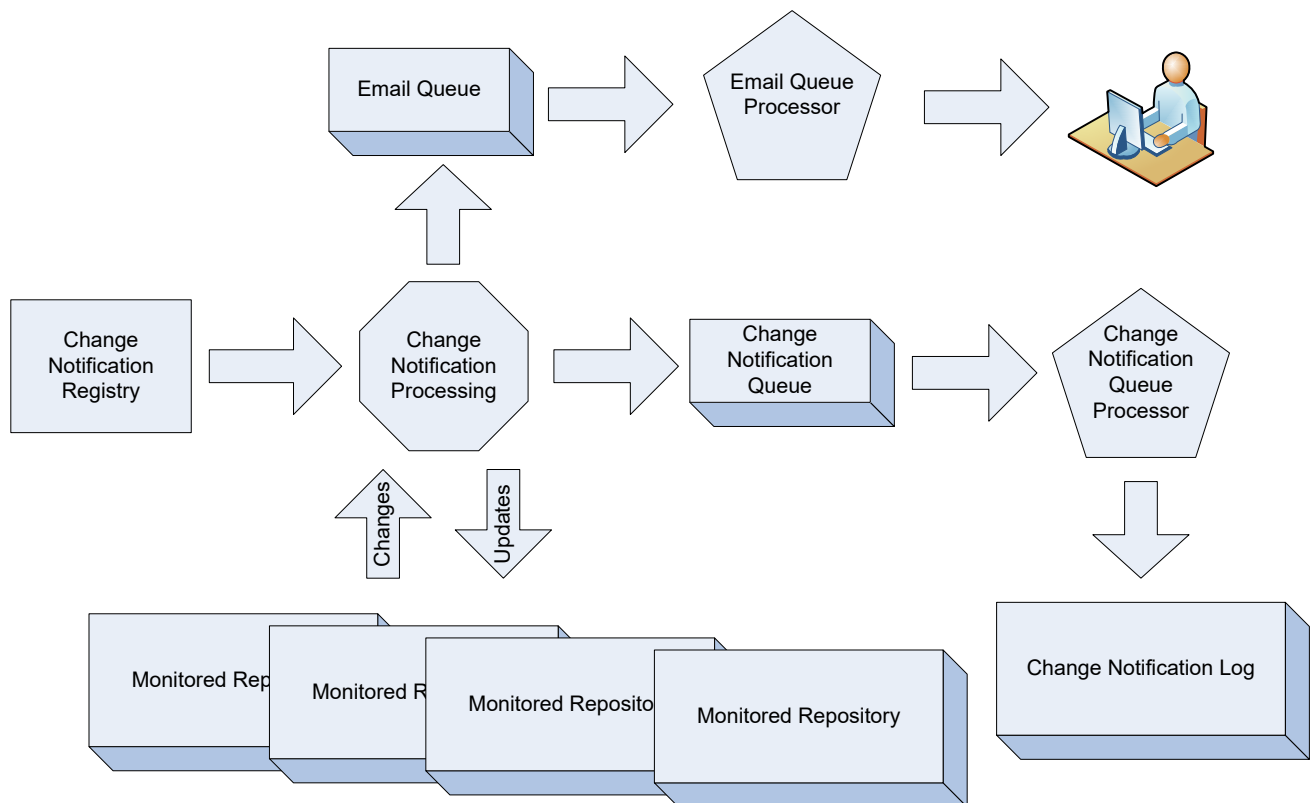 Email Queue
Email Queue
Processor
Change
Notification
Registry
Change
Notification
Processing
Change
Notification
Queue
Change
Notification
Queue
Processor
Changes
Updates
Monitored Rep
Monitored R
Monitored Reposito
Monitored Repository
Change Notification Log